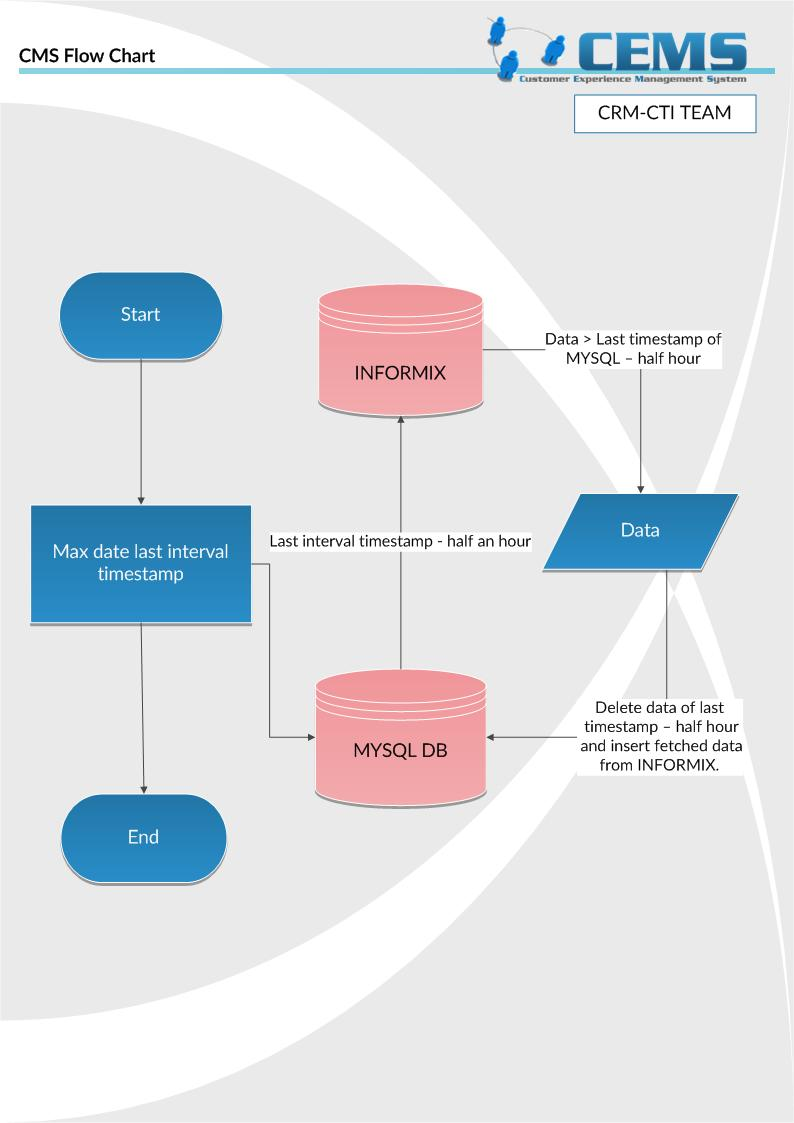 CMS Flow Chart
CEMS
Customer Experience Management System
CRM-CTI TEAM
Start
INFORMIX
Data > Last timestamp of
MYSQL – half hour
Max date last interval
timestamp
Last interval timestamp - half an hour
Data
MYSQL DB
Delete data of last
timestamp – half hour
and insert fetched data
from INFORMIX.
End